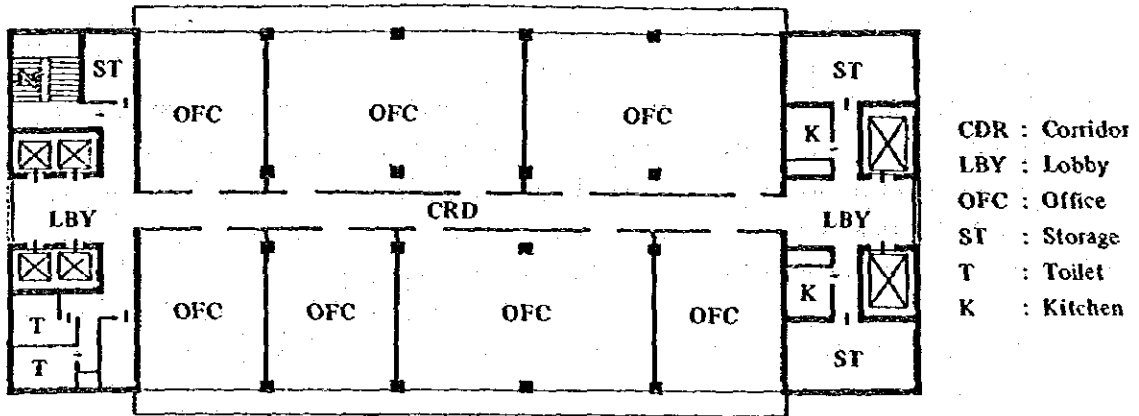 ST
ST
OFC
OFC
OFC
K
CDR : Corridor
LBY : Lobby
LBY
CRD
LBY
OFC : Office
ST : Storage
T : Toilet
K : Kitchen
K
T
OFC
OFC
OFC
OFC
T
ST